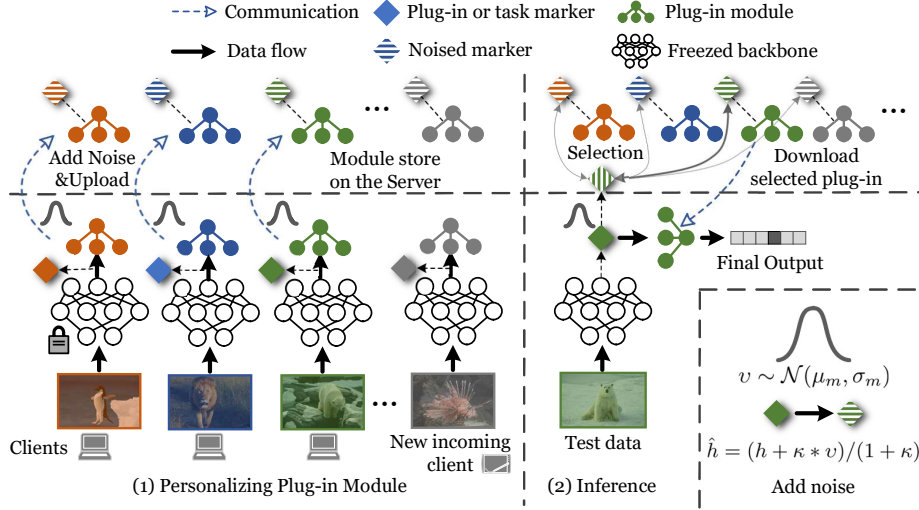 Communication
Plug-in or task marker
Plug-in module
Data flow
Noised marker
Freezed backbone
Add Noise
&Upload
Module store
on the Server
...
Selection
Download
selected plug-in
...
Final Output
Clients
...
New incoming
client
Test data
υ ∼ N(μ_m, σ_m)
ĥ = (h + κ * υ)/(1 + κ)
Add noise
(1) Personalizing Plug-in Module
(2) Inference